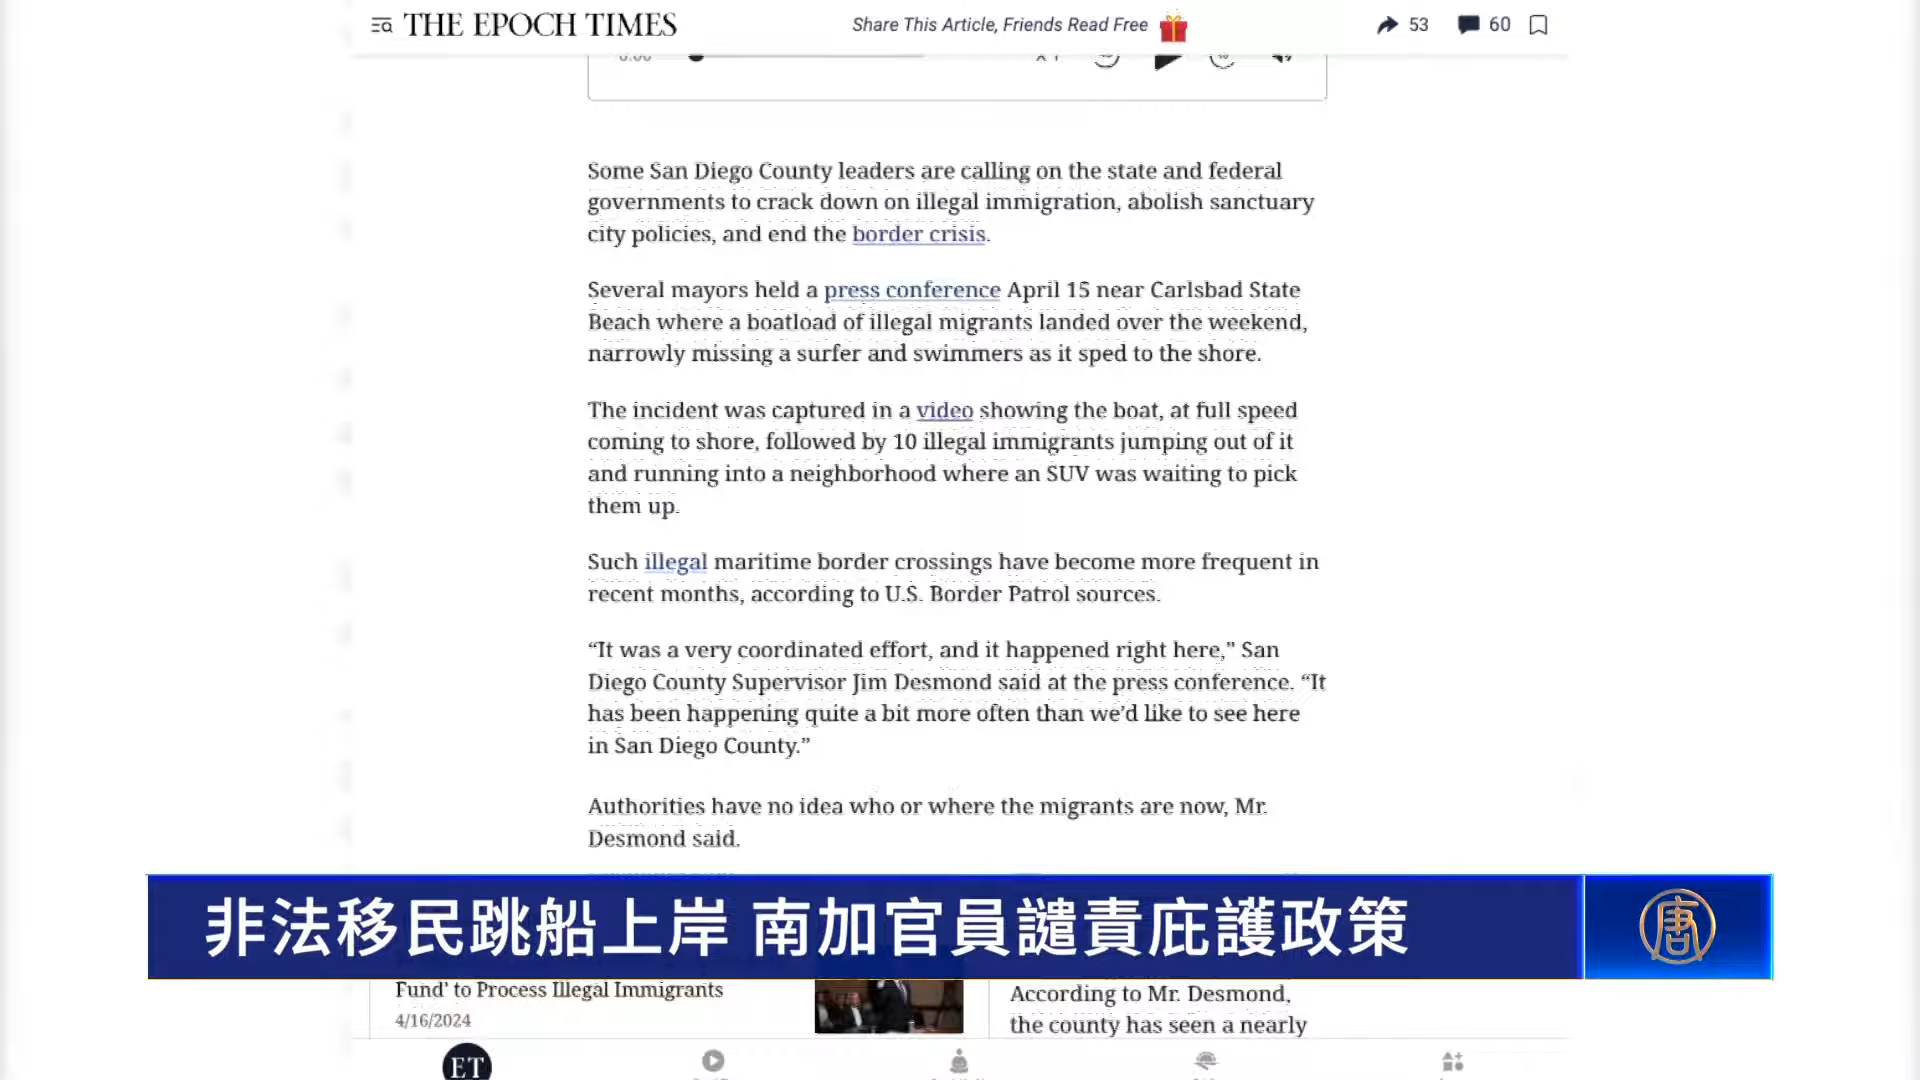 THE EPOCH TIMES
Share This Article, Friends Read Free
53
60
0:00
X 1
Some San Diego County leaders are calling on the state and federal
governments to crack down on illegal immigration, abolish sanctuary
city policies, and end the border crisis.
Several mayors held a press conference April 15 near Carlsbad State
Beach where a boatload of illegal migrants landed over the weekend,
narrowly missing a surfer and swimmers as it sped to the shore.
The incident was captured in a video showing the boat, at full speed
coming to shore, followed by 10 illegal immigrants jumping out of it
and running into a neighborhood where an SUV was waiting to pick
them up.
Such illegal maritime border crossings have become more frequent in
recent months, according to U.S. Border Patrol sources.
“It was a very coordinated effort, and it happened right here,” San
Diego County Supervisor Jim Desmond said at the press conference. “It
has been happening quite a bit more often than we’d like to see here
in San Diego County.”
Authorities have no idea who or where the migrants are now, Mr.
Desmond said.
非法移民跳船上岸 南加官員譴責庇護政策
唐
Fund’ to Process Illegal Immigrants
4/16/2024
According to Mr. Desmond,
the county has seen a nearly
ET